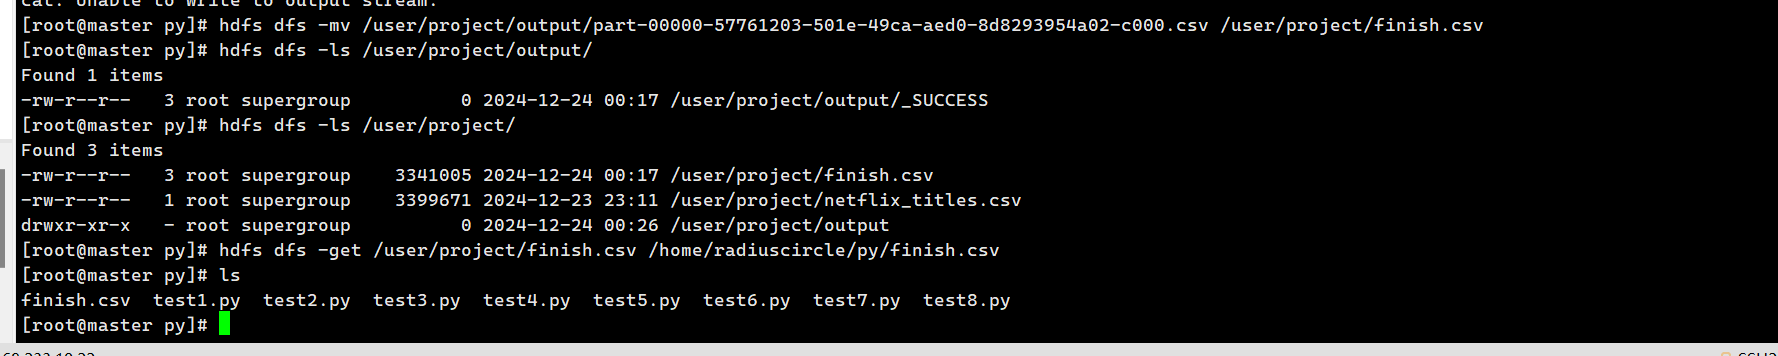 cat: Unable to write to output stream.
[root@master py]# hdfs dfs -mv /user/project/output/part-00000-57761203-501e-49ca-aed0-8d8293954a02-c000.csv /user/project/finish.csv
[root@master py]# hdfs dfs -ls /user/project/output/
Found 1 items
-rw-r--r--   3 root supergroup          0 2024-12-24 00:17 /user/project/output/_SUCCESS
[root@master py]# hdfs dfs -ls /user/project/
Found 3 items
-rw-r--r--   3 root supergroup    3341005 2024-12-24 00:17 /user/project/finish.csv
-rw-r--r--   1 root supergroup    3399671 2024-12-23 23:11 /user/project/netflix_titles.csv
drwxr-xr-x   - root supergroup          0 2024-12-24 00:26 /user/project/output
[root@master py]# hdfs dfs -get /user/project/finish.csv /home/radiuscircle/py/finish.csv
[root@master py]# ls
finish.csv  test1.py  test2.py  test3.py  test4.py  test5.py  test6.py  test7.py  test8.py
[root@master py]#